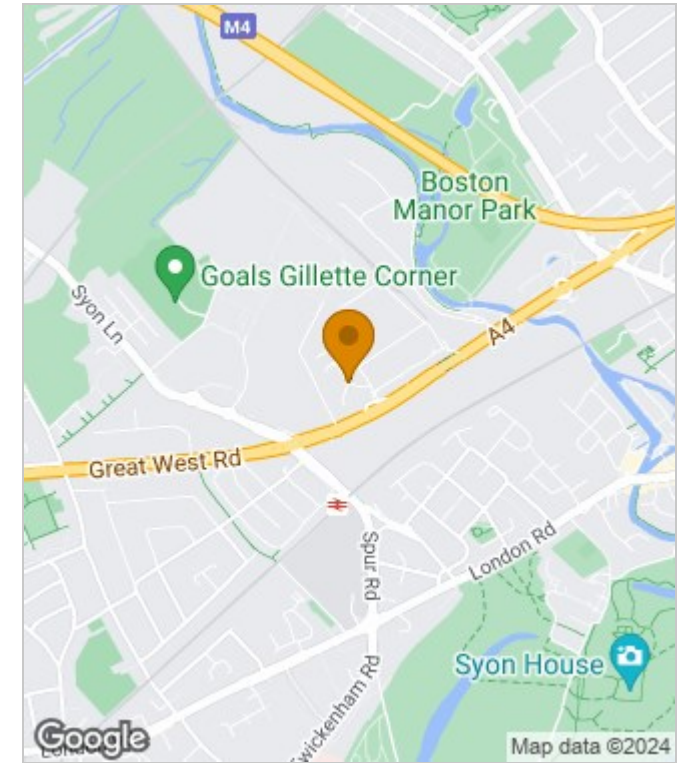 M4
Boston
Manor Park
Goals Gillette Corner
Syon Ln
A4
Great West Rd
Spur Rd
London Rd
Syon House
Twickenham Rd
London
Google
Map data ©2024